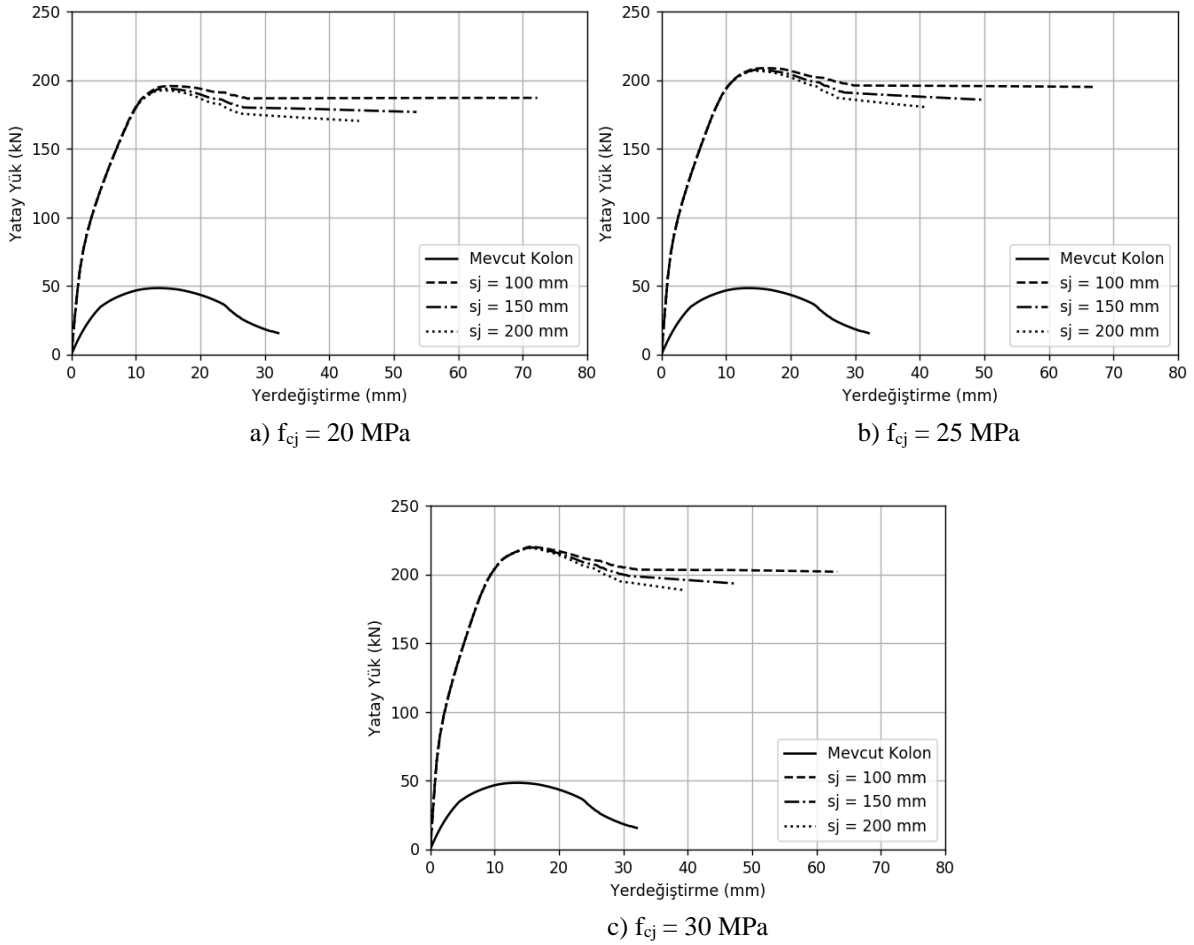 250
200
150
100
50
0
Yatay Yük (kN)
Mevcut Kolon
sj = 100 mm
sj = 150 mm
sj = 200 mm
0 10 20 30 40 50 60 70 80
Yerdeğiştirme (mm)
a) fcj = 20 MPa
250
200
150
100
50
0
Yatay Yük (kN)
Mevcut Kolon
sj = 100 mm
sj = 150 mm
sj = 200 mm
0 10 20 30 40 50 60 70 80
Yerdeğiştirme (mm)
b) fcj = 25 MPa
250
200
150
100
50
0
Yatay Yük (kN)
Mevcut Kolon
sj = 100 mm
sj = 150 mm
sj = 200 mm
0 10 20 30 40 50 60 70 80
Yerdeğiştirme (mm)
c) fcj = 30 MPa